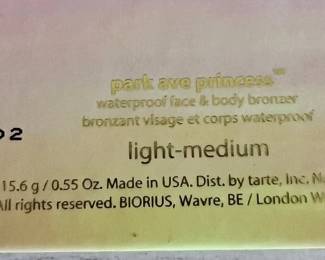 park ave princess™
waterproof face & body bronzer
bronzant visage et corps waterproof
2
light-medium
15.6 g / 0.55 Oz. Made in USA. Dist. by tarte, Inc.
All rights reserved. BIORIUS, Wavre, BE / London